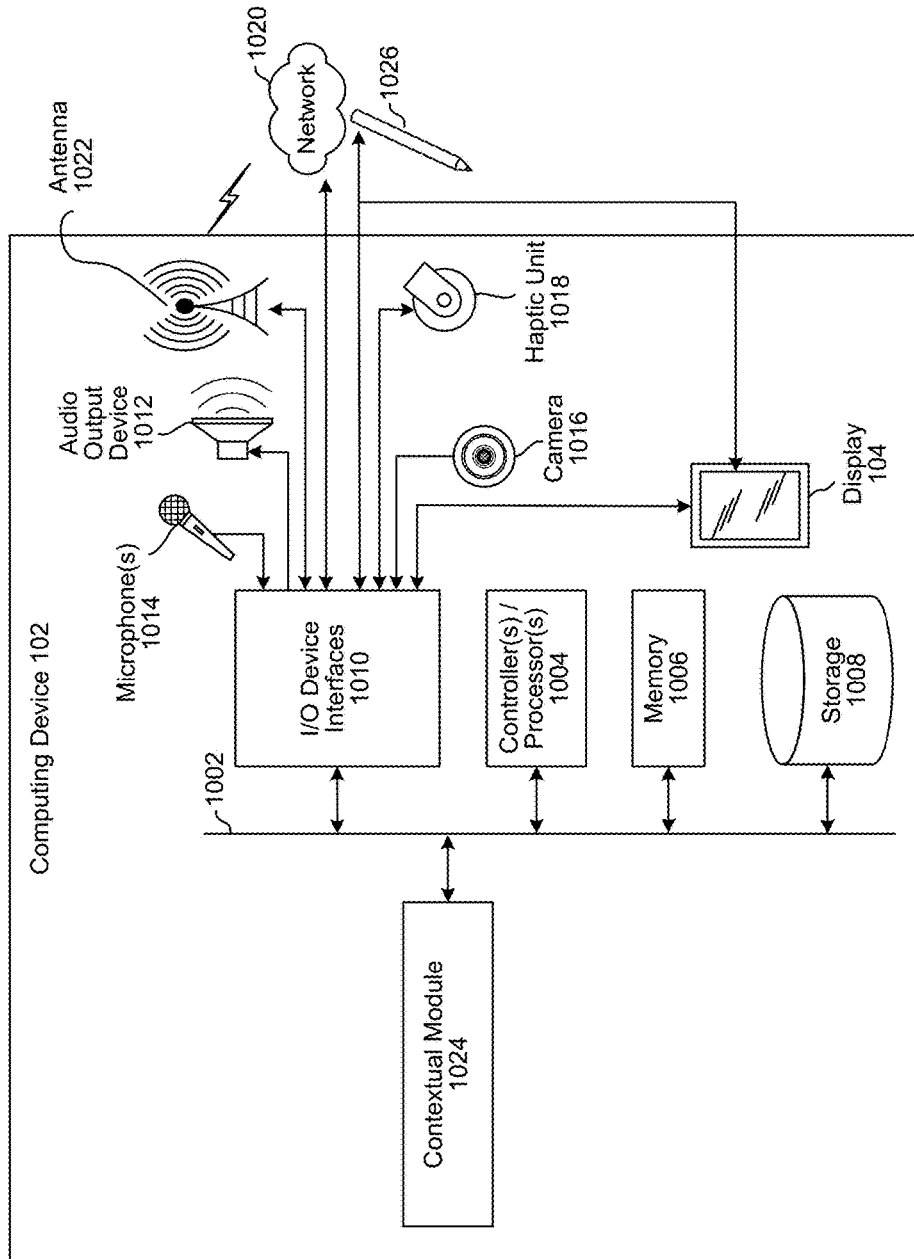 Computing Device 102
Antenna
1022
Audio
Output
Device
1012
Microphone(s)
1014
1020
Network
1026
Haptic Unit
1018
Camera
1016
Display
104
1002
I/O Device
Interfaces
1010
Controller(s) /
Processor(s)
1004
Memory
1006
Storage
1008
Contextual Module
1024